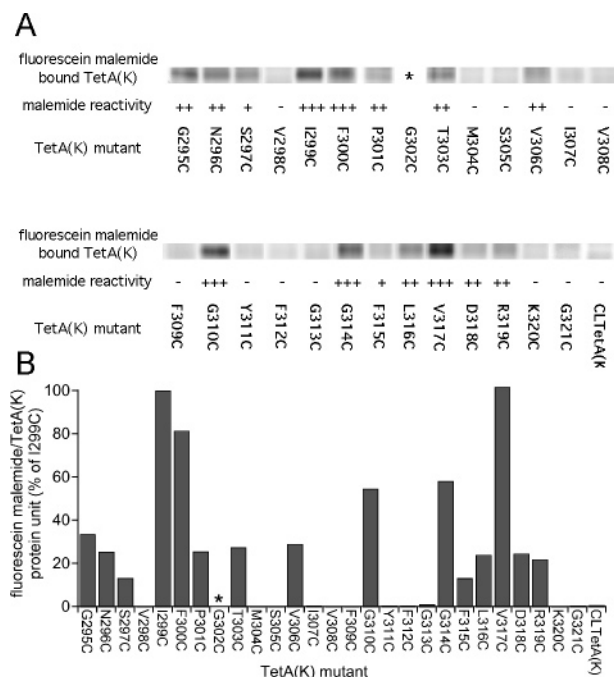 A
fluorescein malemide
bound TetA(K)
*
malemide reactivity ++ ++ + - +++ +++ ++ ++ - - ++ - -
TetA(K) mutant G295C N296C S297C V298C I299C F300C P301C G302C T303C M304C S305C V306C I307C V308C
fluorescein malemide
bound TetA(K)
malemide reactivity - +++ - - - +++ + ++ +++ ++ ++ - -
TetA(K) mutant F309C G310C Y311C F312C G313C G314C F315C L316C V317C D318C R319C K320C G321C CLTetA(K
B
fluorescein malemide/TetA(K)
protein unit (% of I299C)
100
80
60
40
20
0
*
G295C N296C S297C V298C I299C F300C P301C G302C T303C M304C S305C V306C I307C V308C F309C G310C Y311C F312C G313C G314C F315C L316C V317C D318C R319C K320C G321C CLTetA(K)
TetA(K) mutant